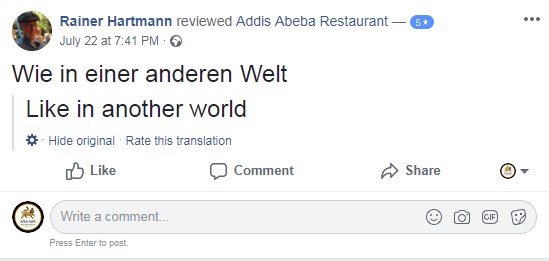 Rainer Hartmann reviewed Addis Abeba Restaurant — 5★
July 22 at 7:41 PM ·
Wie in einer anderen Welt
Like in another world
· Hide original · Rate this translation
Like Comment Share
Write a comment... GIF
Press Enter to post.